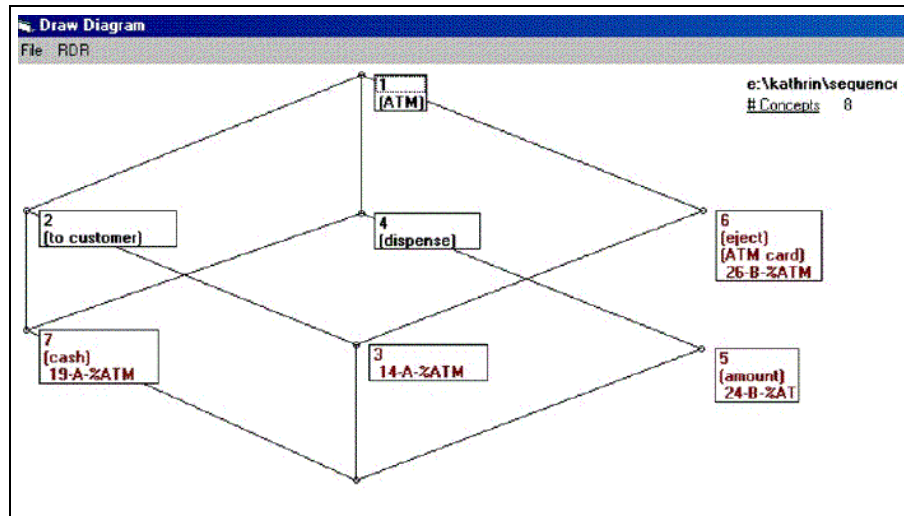 Draw Diagram
File RDR
e:\kathrin\sequence
# Concepts 8
1
(ATM)
2
(to customer)
4
(dispense)
6
(eject)
(ATM card)
26-B-%ATM
7
(cash)
19-A-%ATM
3
14-A-%ATM
5
(amount)
24-B-%AT